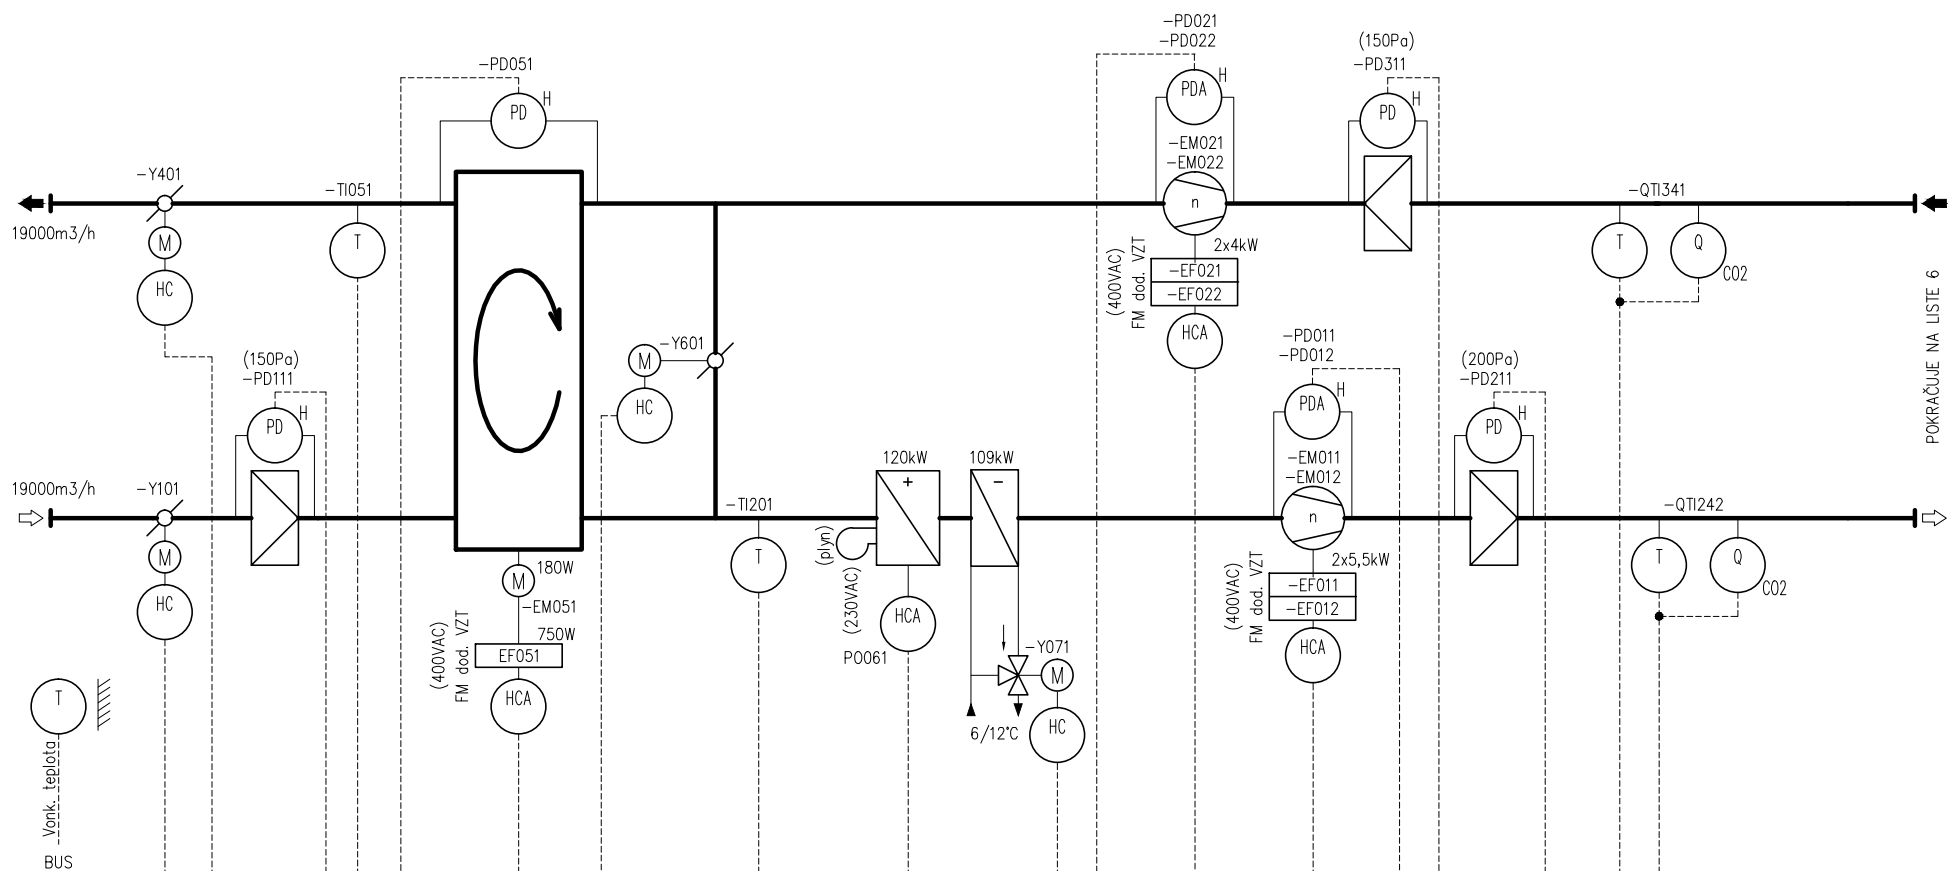 -PD021
-PD022
(150Pa)
-PD311
-PD051
PD
H
PDA
H
PD
H
-EM021
-EM022
-Y401
-TI051
-QTI341
n
19000m3/h
M
T
HC
2x4kW
(400VAC)
FM dod. VZT
-EF021
-EF022
HCA
T
Q
CO2
POKRAČUJE NA LISTE 6
-Y601
M
HC
(150Pa)
-PD111
PD
H
-PD011
-PD012
PDA
H
(200Pa)
-PD211
PD
H
-EM011
-EM012
19000m3/h
-Y101
M
HC
-TI201
T
120kW
+
109kW
-
n
-QTI242
T
Q
CO2
(plyn)
(230VAC)
HCA
PO061
180W
M
-EM051
750W
(400VAC)
FM dod. VZT
EF051
HCA
2x5,5kW
(400VAC)
FM dod. VZT
-EF011
-EF012
HCA
-Y071
M
HC
6/12°C
T
Vonk. teplota
BUS